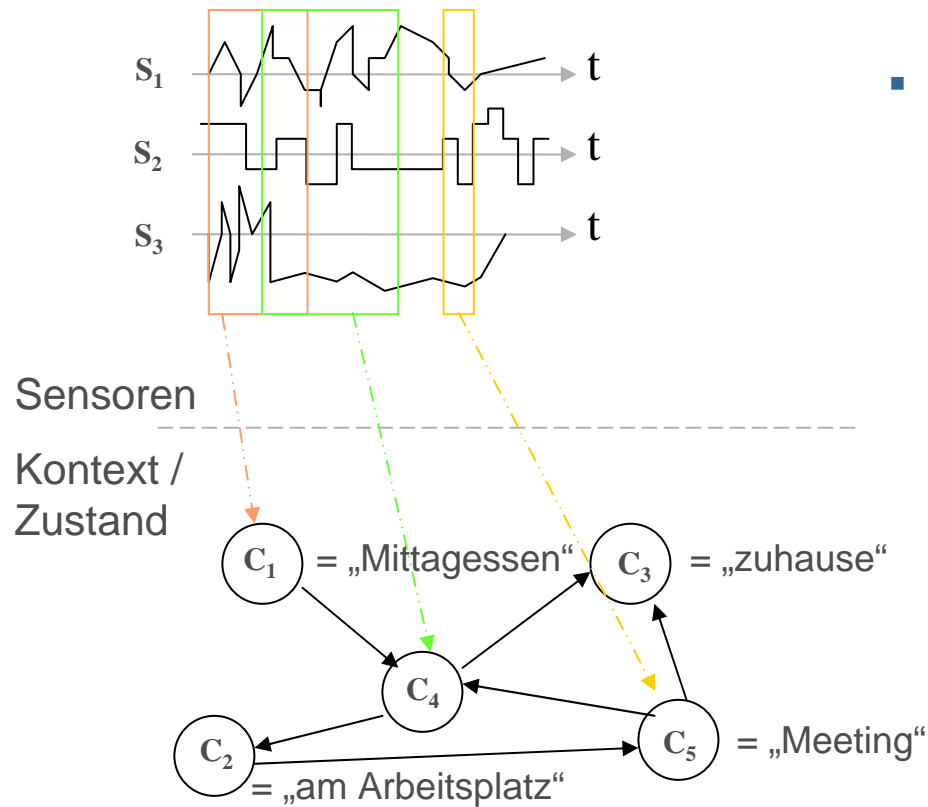 S₁ t
S₂ t
S₃ t
Sensoren
Kontext /
Zustand
C₁ = „Mittagessen“ C₃ = „zuhause“
C₄
C₂ C₅ = „Meeting“
= „am Arbeitsplatz“